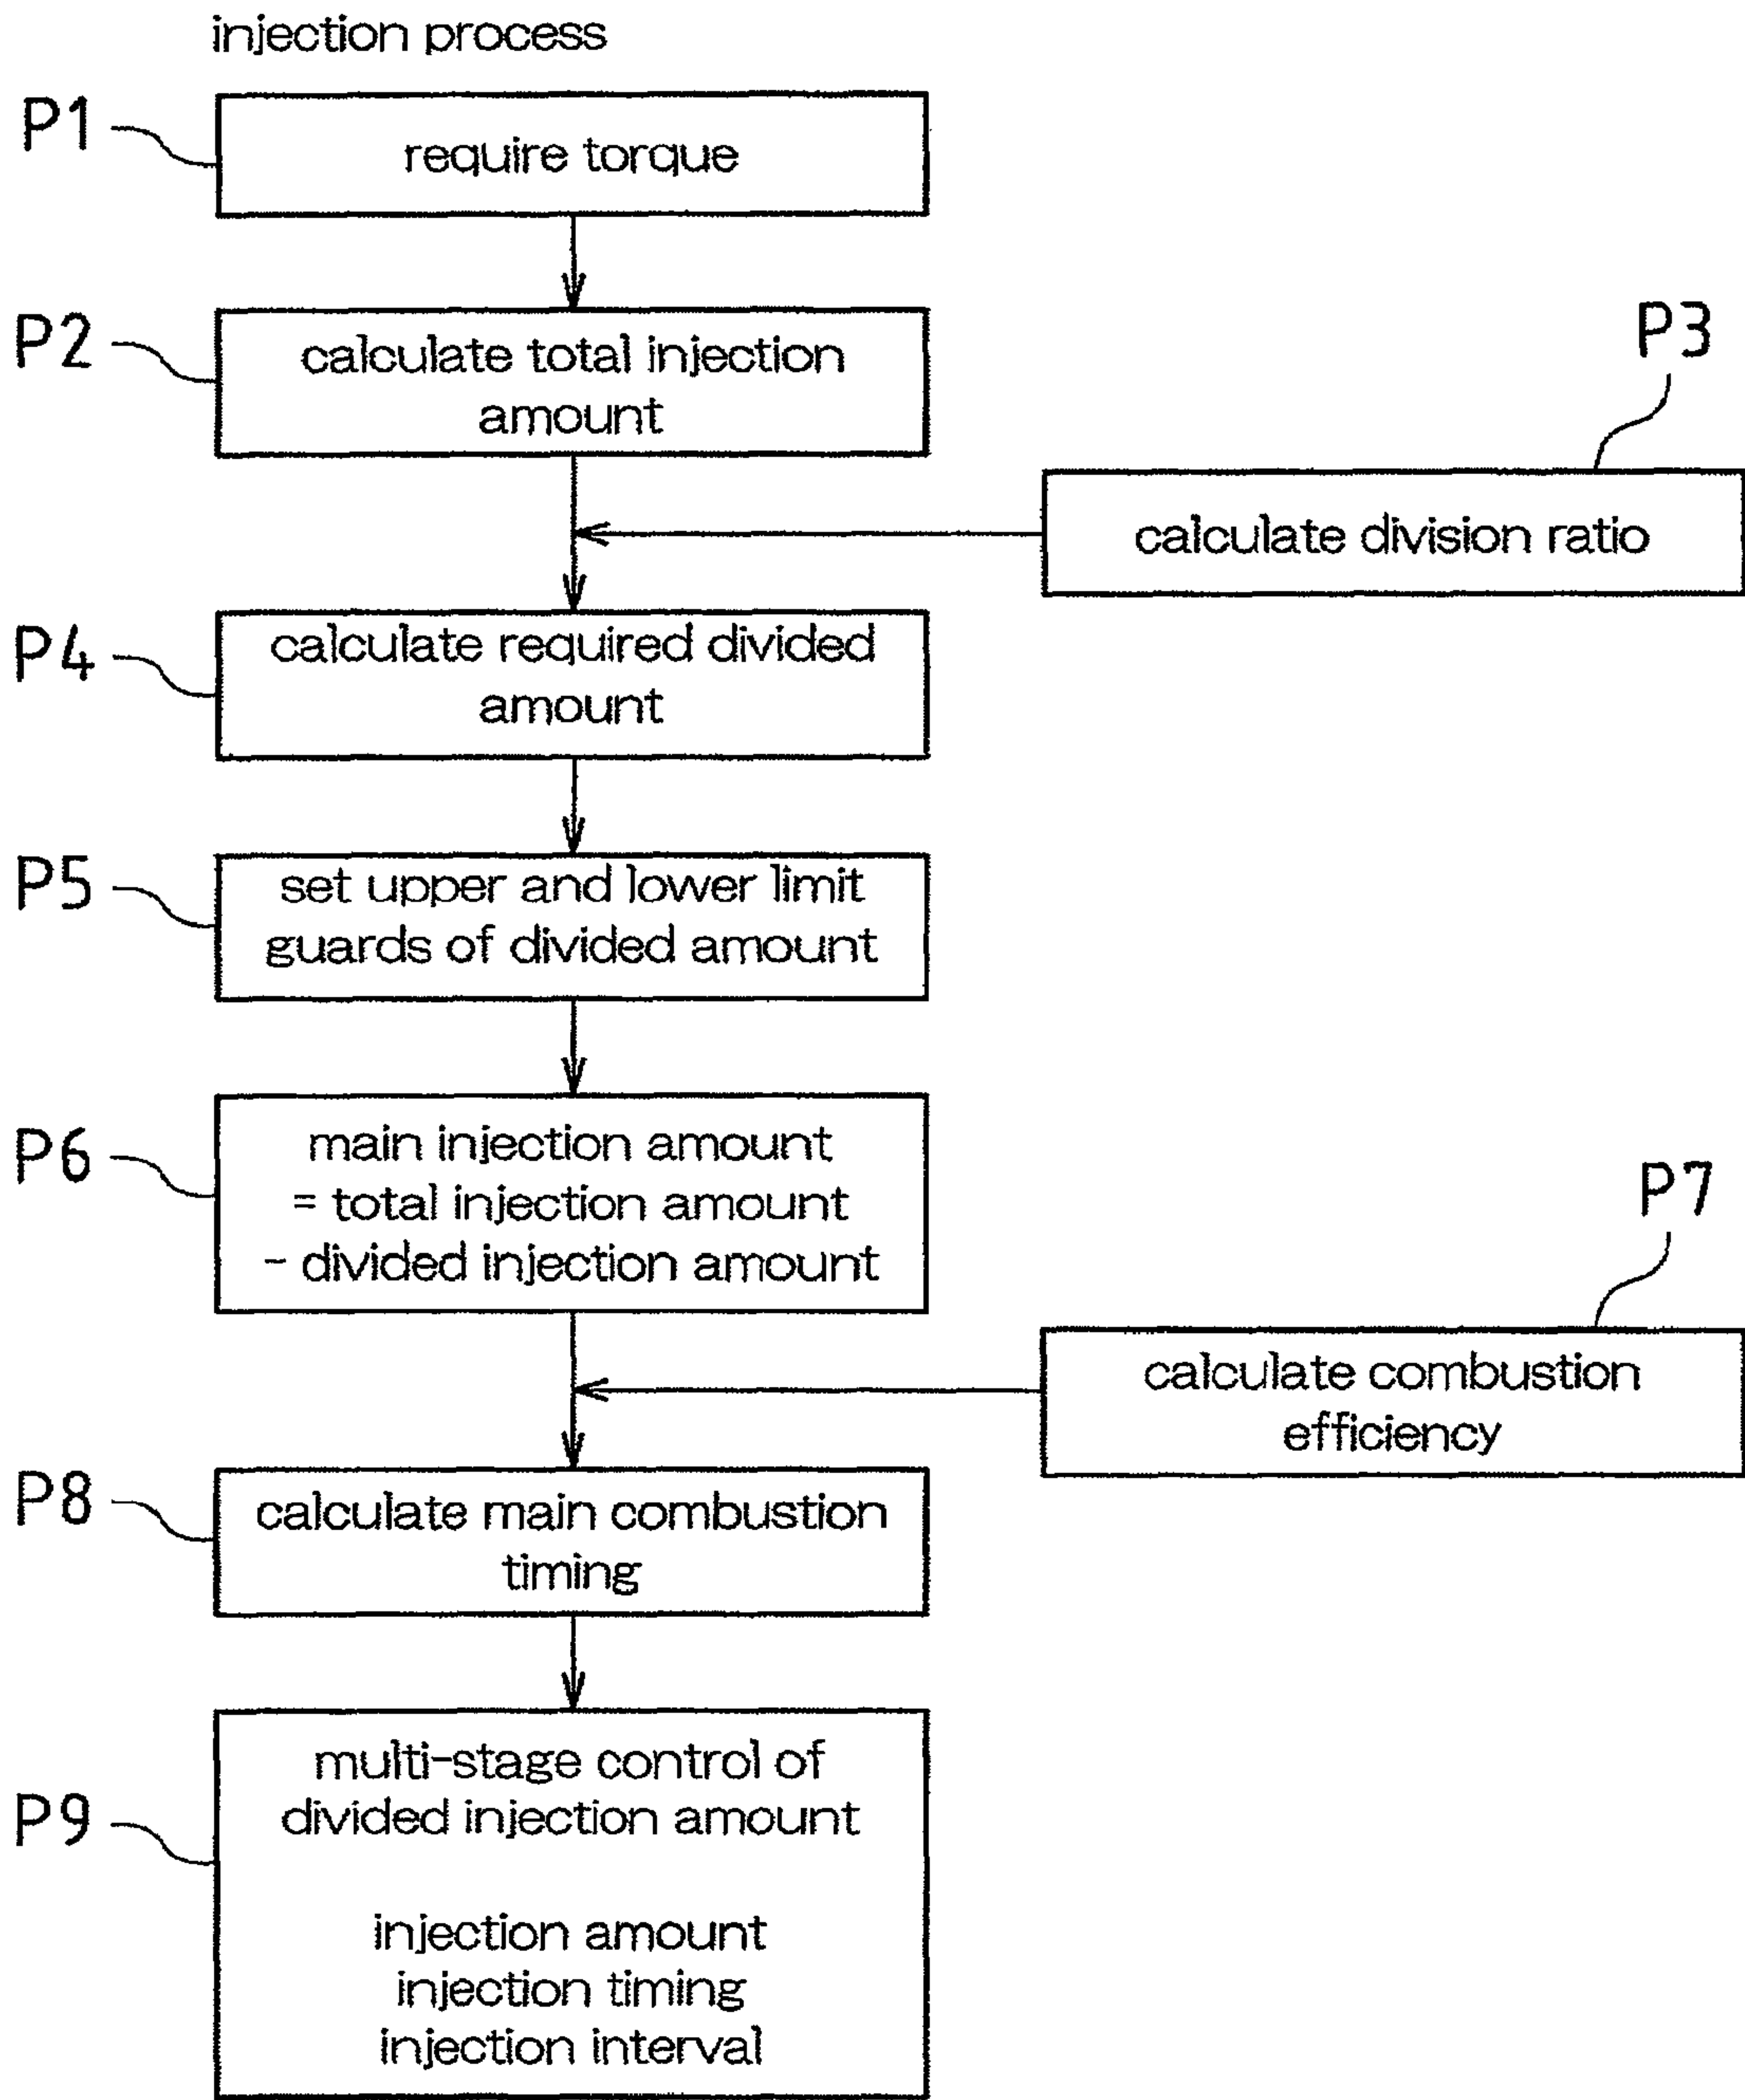 injection process
P1
require torque
P2
calculate total injection
amount
P3
calculate division ratio
P4
calculate required divided
amount
P5
set upper and lower limit
guards of divided amount
P6
main injection amount
= total injection amount
- divided injection amount
P7
calculate combustion
efficiency
P8
calculate main combustion
timing
P9
multi-stage control of
divided injection amount
injection amount
injection timing
injection interval